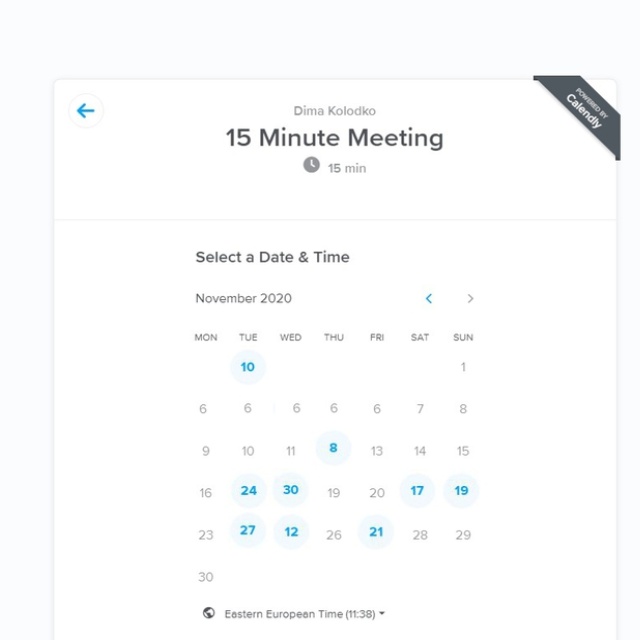 POWERED BY
Calendly
Dima Kolodko
15 Minute Meeting
15 min
Select a Date & Time
November 2020
MON TUE WED THU FRI SAT SUN
10 1
6 6 6 6 6 7 8
9 10 11 8 13 14 15
16 24 30 19 20 17 19
23 27 12 26 21 28 29
30
Eastern European Time (11:38)